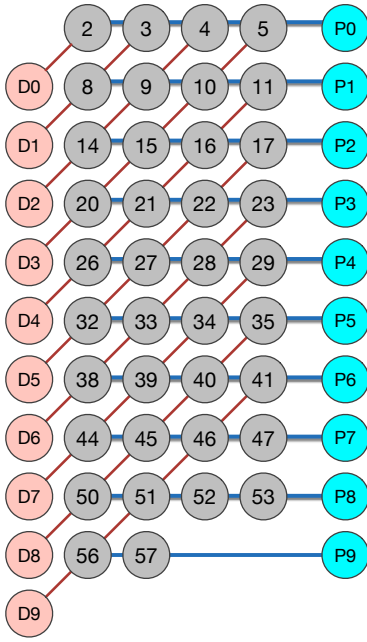 2 3 4 5 P0
D0 8 9 10 11 P1
D1 14 15 16 17 P2
D2 20 21 22 23 P3
D3 26 27 28 29 P4
D4 32 33 34 35 P5
D5 38 39 40 41 P6
D6 44 45 46 47 P7
D7 50 51 52 53 P8
D8 56 57 P9
D9